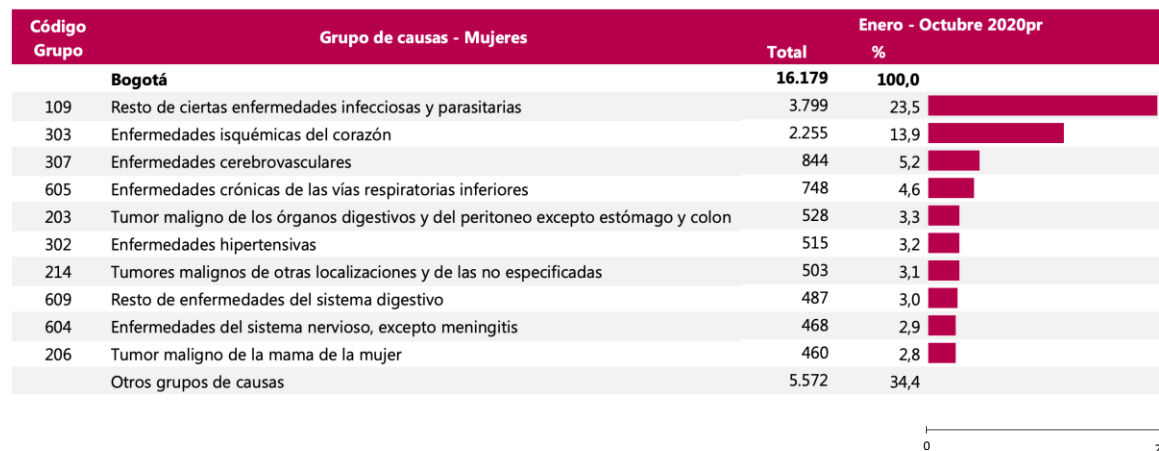 Código Grupo Grupo de causas - Mujeres Enero - Octubre 2020pr
Total %
Bogotá 16.179 100,0
109 Resto de ciertas enfermedades infecciosas y parasitarias 3.799 23,5
303 Enfermedades isquémicas del corazón 2.255 13,9
307 Enfermedades cerebrovasculares 844 5,2
605 Enfermedades crónicas de las vías respiratorias inferiores 748 4,6
203 Tumor maligno de los órganos digestivos y del peritoneo excepto estómago y colon 528 3,3
302 Enfermedades hipertensivas 515 3,2
214 Tumores malignos de otras localizaciones y de las no especificadas 503 3,1
609 Resto de enfermedades del sistema digestivo 487 3,0
604 Enfermedades del sistema nervioso, excepto meningitis 468 2,9
206 Tumor maligno de la mama de la mujer 460 2,8
Otros grupos de causas 5.572 34,4
0